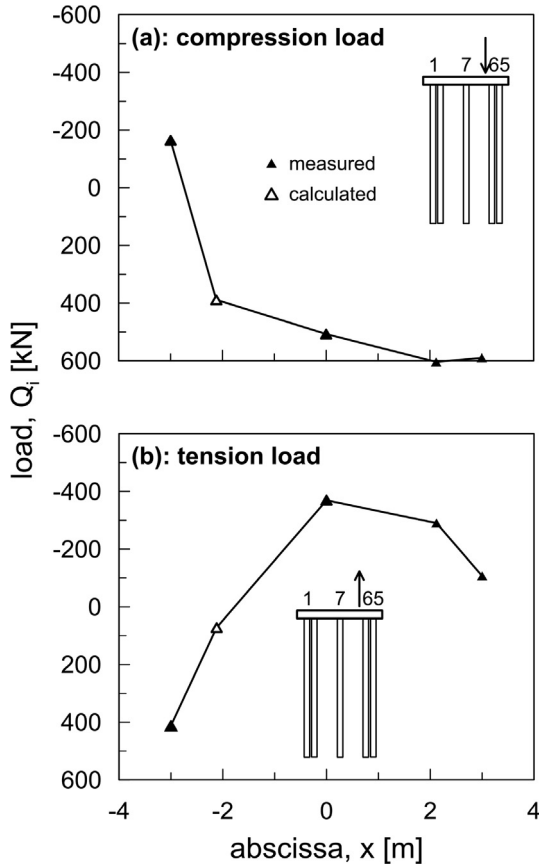 -600
(a): compression load
-400
1 7 65
-200
measured
0
calculated
200
400
600
load, Qi [kN]
-600
(b): tension load
-400
-200
1 7 65
0
200
400
600
-4 -2 0 2 4
abscissa, x [m]